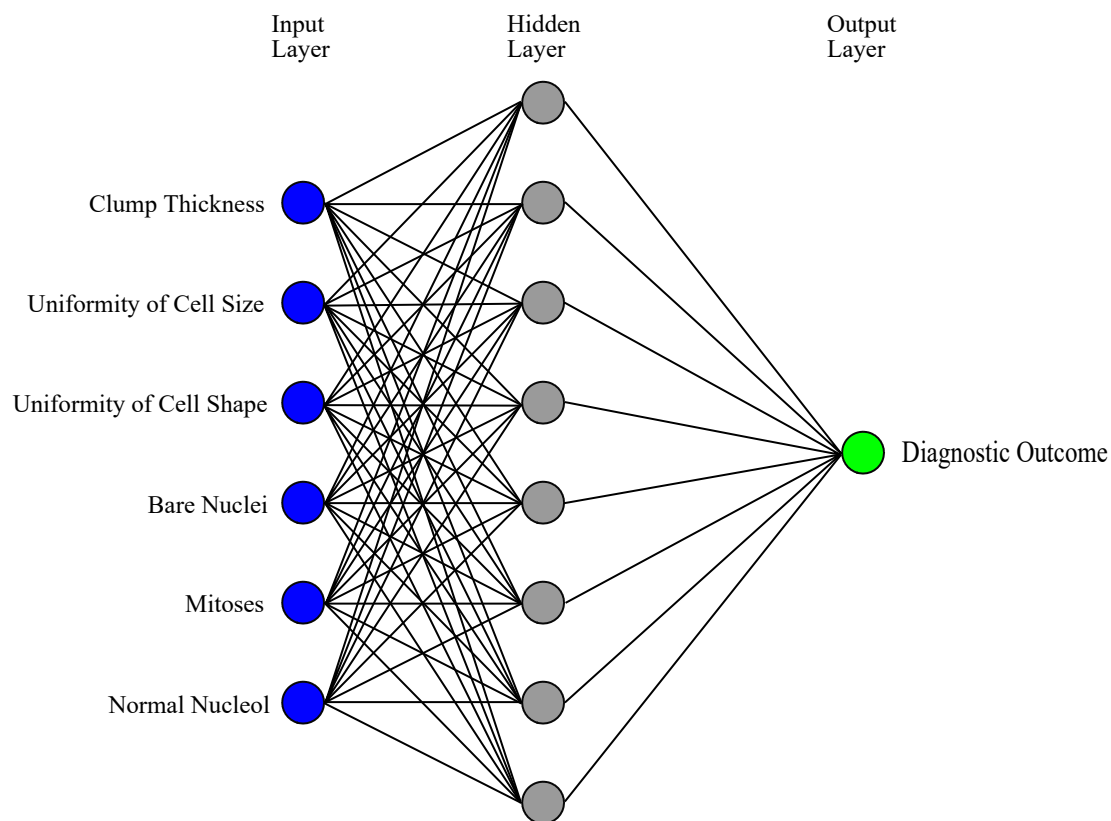 Input
Layer
Hidden
Layer
Output
Layer
Clump Thickness
Uniformity of Cell Size
Uniformity of Cell Shape
Bare Nuclei
Mitoses
Normal Nucleol
Diagnostic Outcome